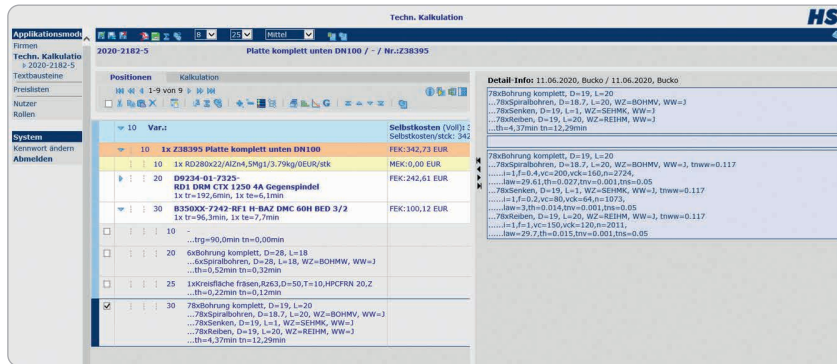 Techn. Kalkulation
HS
Applikationsmodu
Firmen
Techn. Kalkulatio
2020-2182-5
Textbausteine
Preislisten
Nutzer
Rollen
System
Kennwort ändern
Abmelden
8 25 Mittel
2020-2182-5 Platte komplett unten DN100 / - / Nr.:Z38395
Positionen Kalkulation
1-9 von 9
10 Var.: Selbstkosten (Voll): 3
Selbstkosten/stck: 342
10 1x Z38395 Platte komplett unten DN100 FEK:342,73 EUR
10 1x RD280x22/AlZn4,5Mg1/3.79kg/0EUR/stk MEK:0,00 EUR
20 D9234-01-7325- FEK:242,61 EUR
RD1 DRM CTX 1250 4A Gegenspindel
1x tr=192,6min, 1x te=6,1min
30 B350XX-7242-RF1 H-BAZ DMC 60H BED 3/2 FEK:100,12 EUR
1x tr=96,3min, 1x te=7,7min
10 -
...trg=90,0min tn=0,00min
20 6xBohrung komplett, D=28, L=18
...6xSpiralbohren, D=28, L=18, WZ=BOHMW, WW=J
...th=0,52min tn=0,32min
25 1xKreisfläche fräsen,Rz63,D=50,T=10,HPCFRN 20,Z
...th=0,22min tn=0,12min
30 78xBohrung komplett, D=19, L=20
...78xSpiralbohren, D=18.7, L=20, WZ=BOHMV, WW=J
...78xSenken, D=19, L=1, WZ=SEHMK, WW=J
...78xReiben, D=19, L=20, WZ=REIHM, WW=J
...th=4,37min tn=12,29min
Detail-Info: 11.06.2020, Bucko / 11.06.2020, Bucko
78xBohrung komplett, D=19, L=20
...78xSpiralbohren, D=18.7, L=20, WZ=BOHMV, WW=J
...78xSenken, D=19, L=1, WZ=SEHMK, WW=J
...78xReiben, D=19, L=20, WZ=REIHM, WW=J
...th=4,37min tn=12,29min
78xBohrung komplett, D=19, L=20
...78xSpiralbohren, D=18.7, L=20, WZ=BOHMV, WW=J, tnww=0.117
......i=1,f=0.4,vc=200,vck=160,n=2724,
......law=29.61,th=0.027,tnv=0.001,tns=0.05
...78xSenken, D=19, L=1, WZ=SEHMK, WW=J, tnww=0.117
......i=1,f=0.2,vc=80,vck=64,n=1073,
......law=3,th=0.014,tnv=0.001,tns=0.05
...78xReiben, D=19, L=20, WZ=REIHM, WW=J, tnww=0.117
......i=1,f=1,vc=150,vck=120,n=2011,
......law=29.7,th=0.015,tnv=0.001,tns=0.05